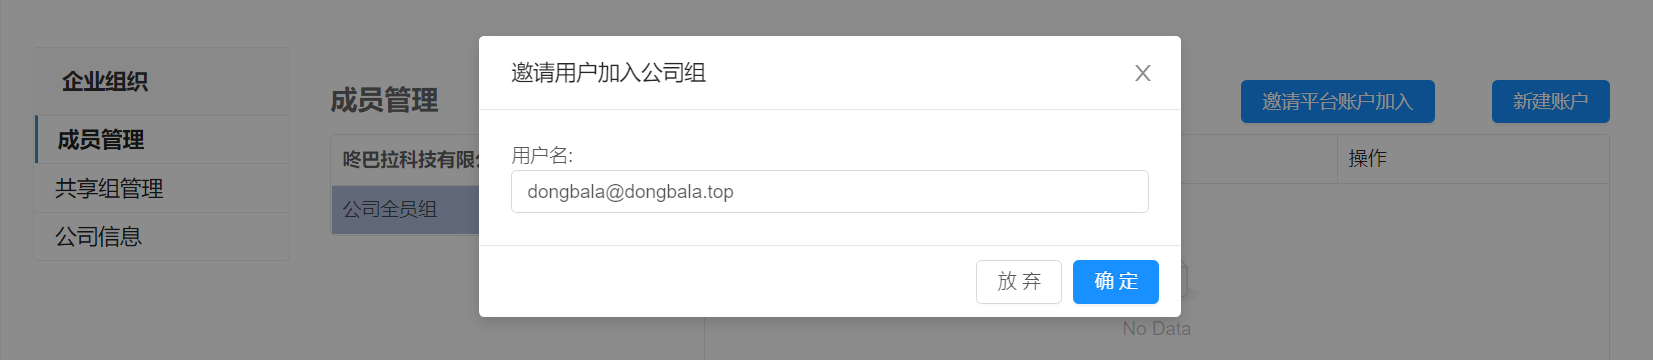 企业组织
成员管理
共享组管理
公司信息
成员管理
邀请平台账户加入
新建账户
咚巴拉科技有限
操作
公司全员组
邀请用户加入公司组
用户名:
dongbala@dongbala.top
放 弃
确 定
No Data